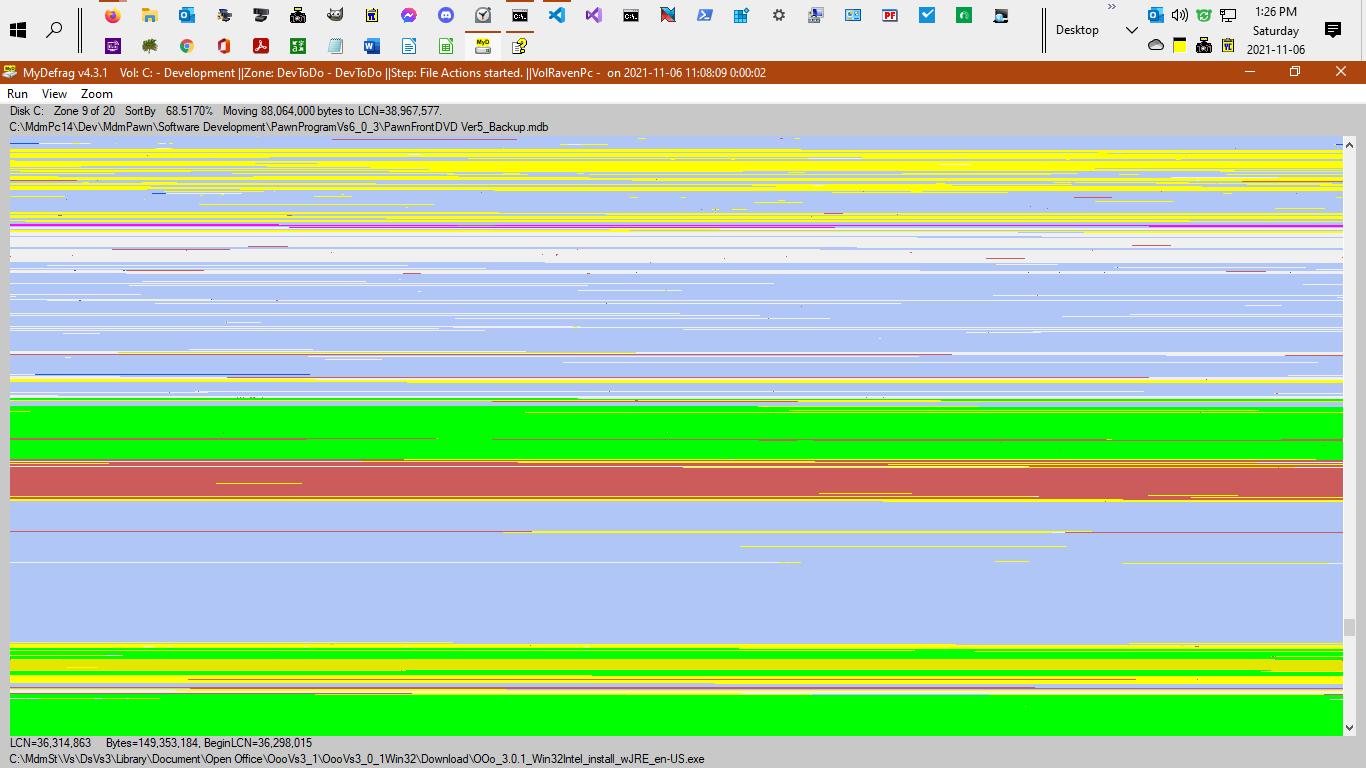 1:26 PM
Desktop
Saturday
2021-11-06
MyDefrag v4.3.1 Vol: C: - Development ||Zone: DevToDo - DevToDo ||Step: File Actions started. ||VolRavenPc - on 2021-11-06 11:08:09 0:00:02
Run View Zoom
Disk C: Zone 9 of 20 SortBy 68.5170% Moving 88,064,000 bytes to LCN=38,967,577.
C:\MdmPc14\Dev\MdmPawn\Software Development\PawnProgramVs6_0_3\PawnFrontDVD Ver5_Backup.mdb
LCN=36,314,863 Bytes=149,353,184, BeginLCN=36,298,015
C:\MdmSt\Vs\DsVs3\Library\Document\Open Office\OooVs3_1\OooVs3_0_1Win32\Download\OOo_3.0.1_Win32Intel_install_wJRE_en-US.exe